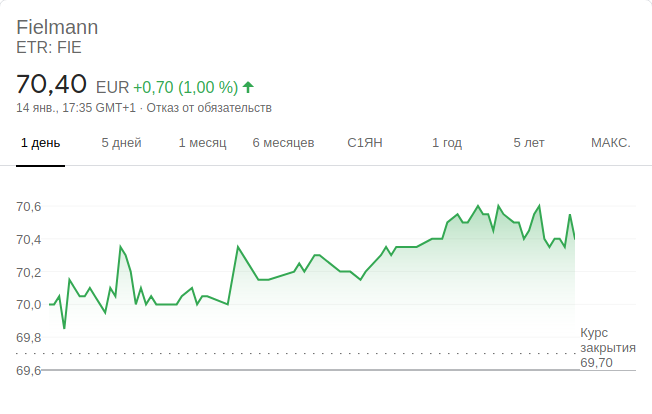 Fielmann
ETR: FIE
70,40 EUR +0,70 (1,00 %)
14 янв., 17:35 GMT+1 · Отказ от обязательств
1 день 5 дней 1 месяц 6 месяцев С1ЯН 1 год 5 лет МАКС.
70,6
70,4
70,2
70,0
69,8
69,6
Курс
закрытия
69,70